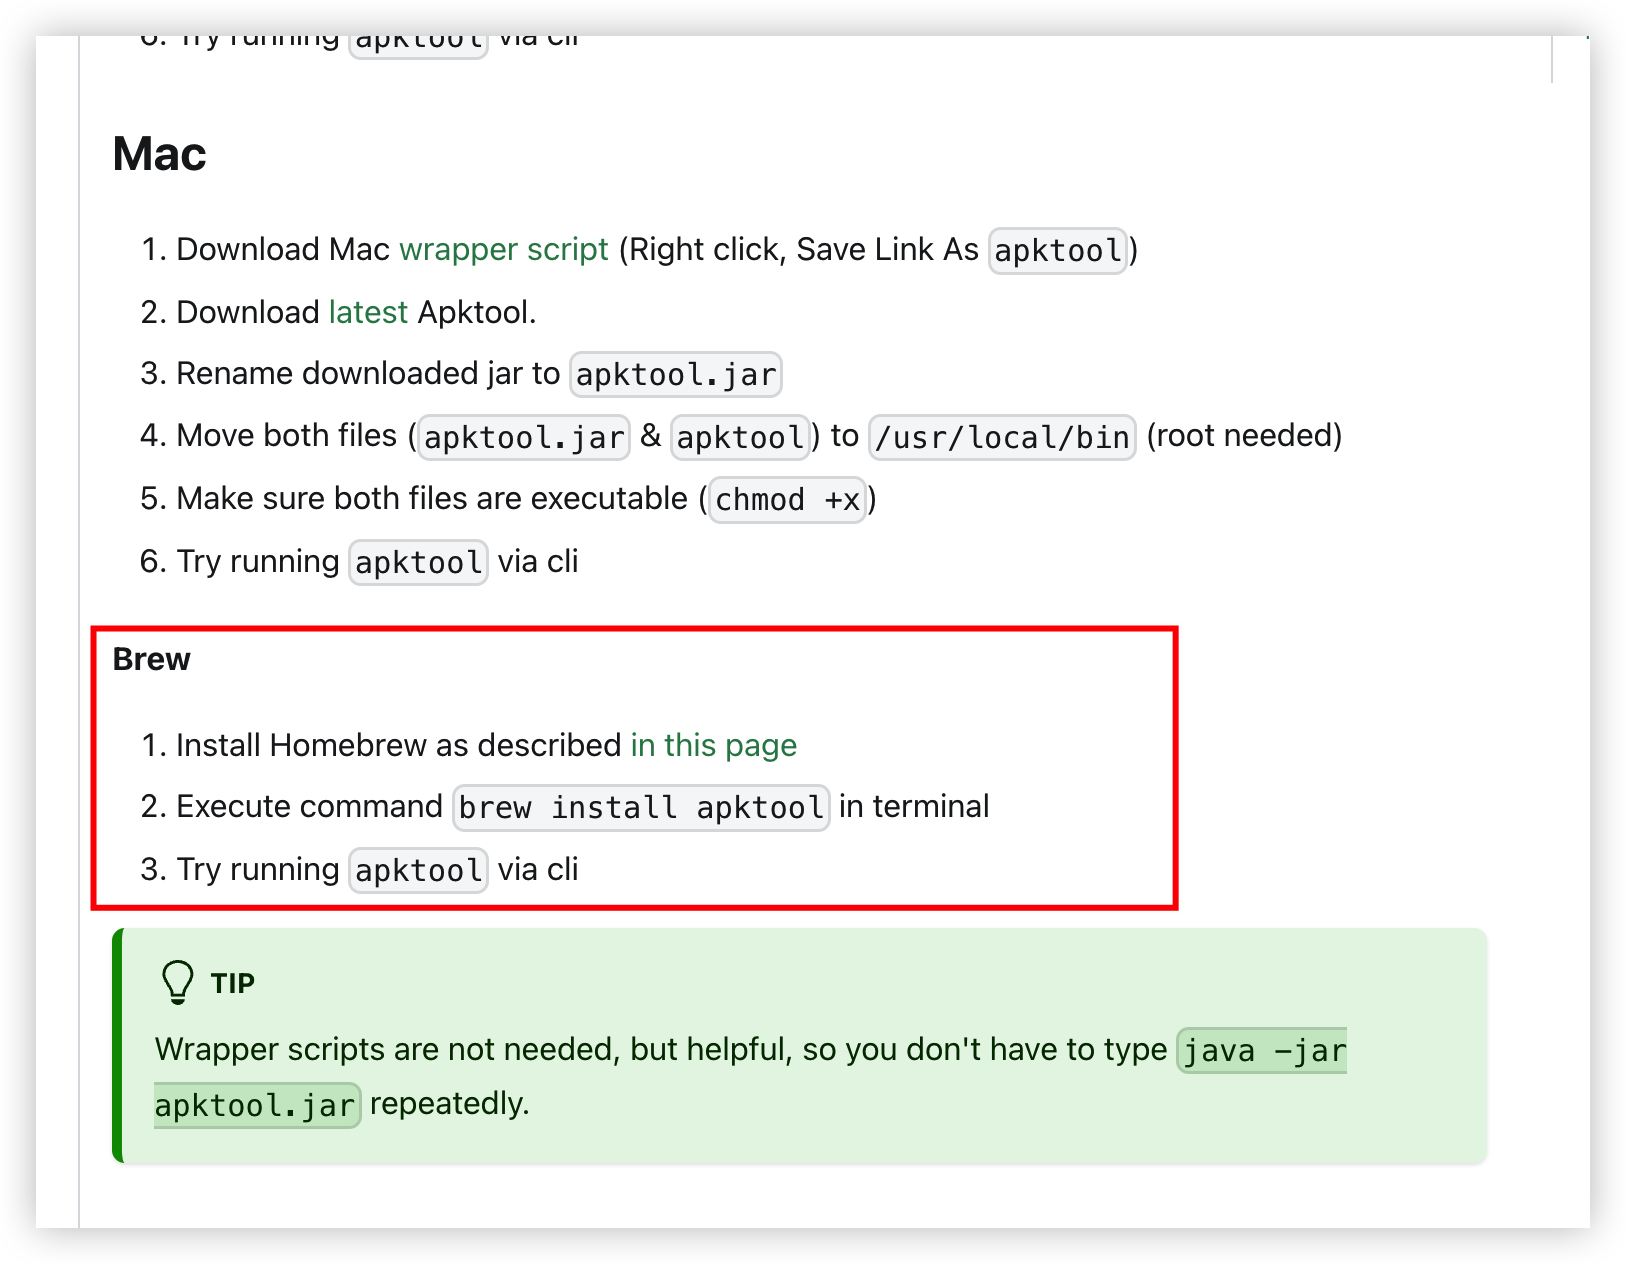 6. Try running apktool via cli
Mac
1. Download Mac wrapper script (Right click, Save Link As apktool)
2. Download latest Apktool.
3. Rename downloaded jar to apktool.jar
4. Move both files (apktool.jar & apktool) to /usr/local/bin (root needed)
5. Make sure both files are executable (chmod +x)
6. Try running apktool via cli
Brew
1. Install Homebrew as described in this page
2. Execute command brew install apktool in terminal
3. Try running apktool via cli
TIP
Wrapper scripts are not needed, but helpful, so you don't have to type java -jar
apktool.jar repeatedly.